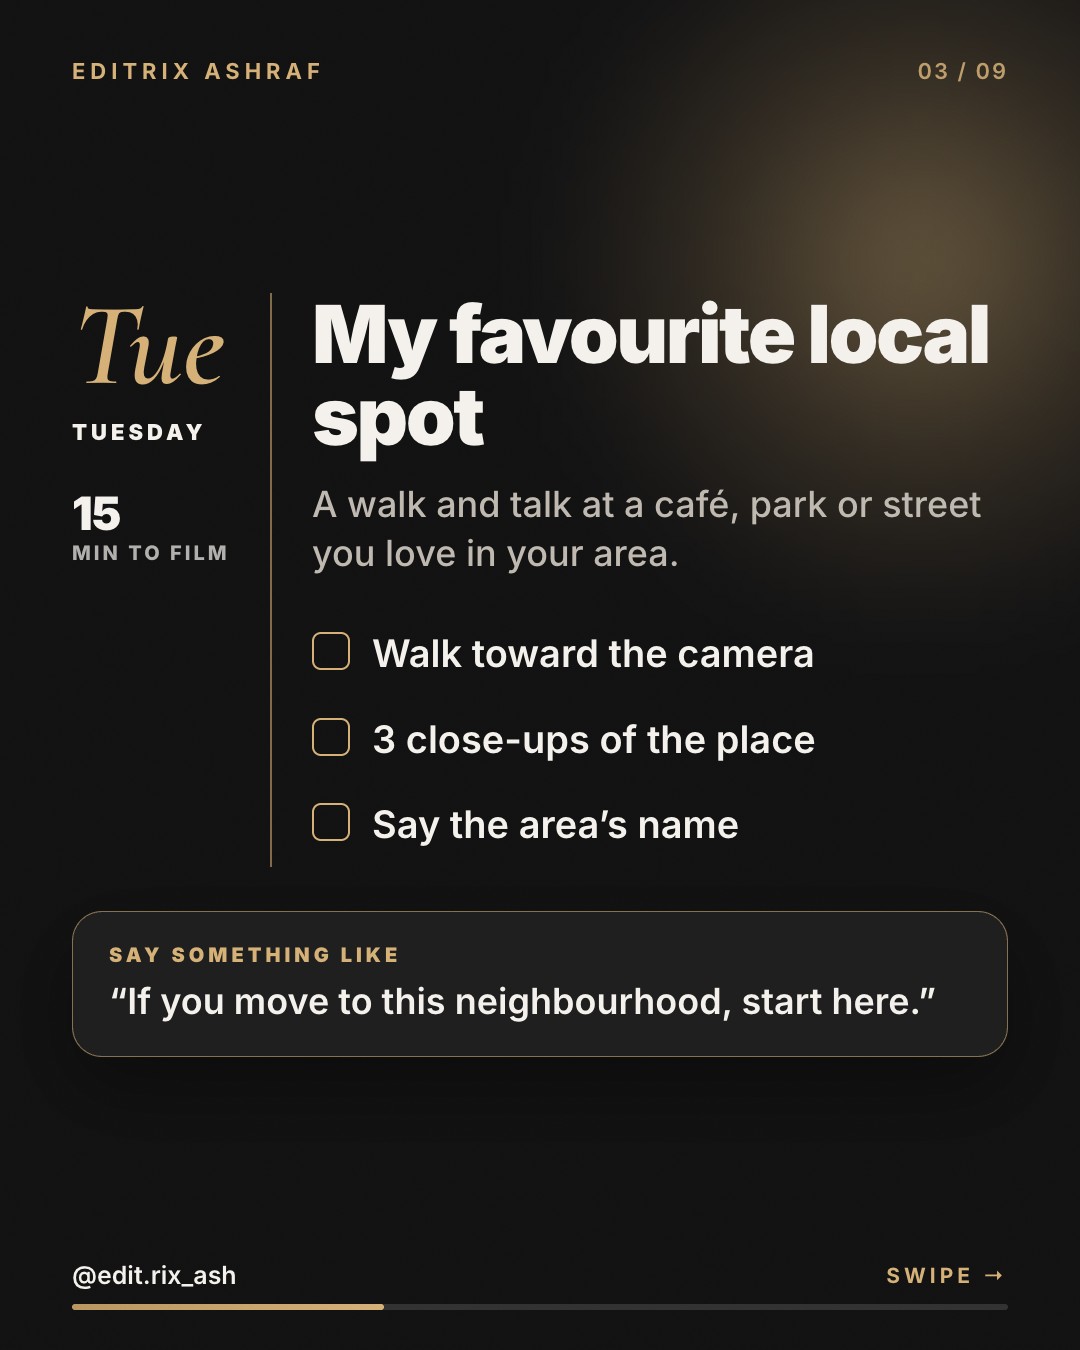 EDITRIX ASHRAF
03 / 09
Tue
TUESDAY
15
MIN TO FILM
My favourite local
spot
A walk and talk at a café, park or street
you love in your area.
Walk toward the camera
3 close-ups of the place
Say the area’s name
SAY SOMETHING LIKE
“If you move to this neighbourhood, start here.”
@edit.rix_ash
SWIPE →